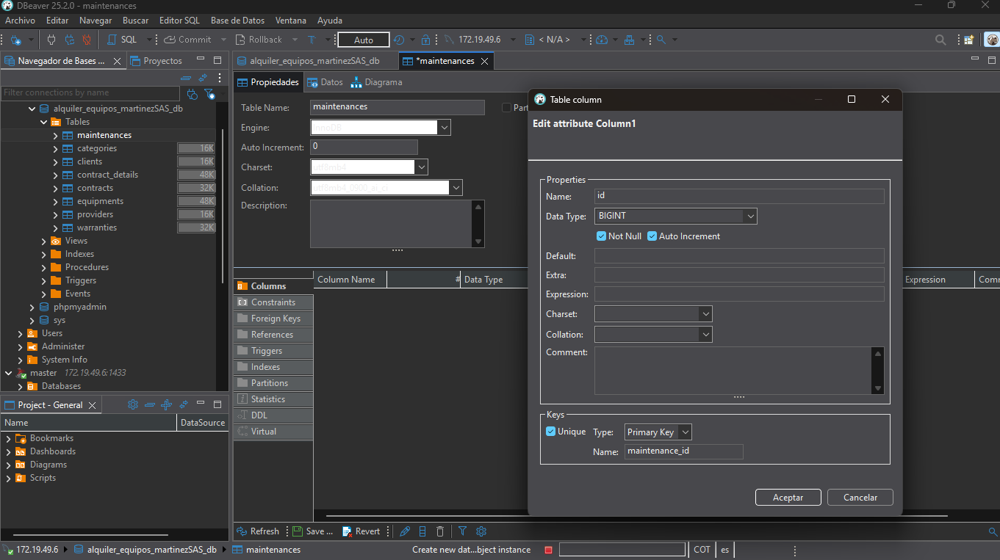 DBeaver 25.2.0 - maintenances
Archivo Editar Navegar Buscar Editor SQL Base de Datos Ventana Ayuda
SQL Commit Rollback T Auto 172.19.49.6 < N/A >
Navegador de Bases ... Proyectos
alquiler_equipos_martinezSAS_db *maintenances
Filter connections by name
alquiler_equipos_martinezSAS_db
Tables
maintenances
categories 16K
clients 16K
contract_details 48K
contracts 32K
equipments 48K
providers 16K
warranties 32K
Views
Indexes
Procedures
Triggers
Events
phpmyadmin
sys
Users
Administer
System Info
master 172.19.49.6:1433
Databases
Project - General
Name DataSource
Bookmarks
Dashboards
Diagrams
Scripts
Propiedades Datos Diagrama
Table Name: maintenances Part
Engine: InnoDB
Auto Increment: 0
Charset: utf8mb4
Collation: utf8mb4_0900_ai_ci
Description:
Columns
Constraints
Foreign Keys
References
Triggers
Indexes
Partitions
Statistics
DDL
Virtual
Column Name # Data Type Expression Comm
Table column
Edit attribute Column1
Properties
Name: id
Data Type: BIGINT
Not Null Auto Increment
Default:
Extra:
Expression:
Charset:
Collation:
Comment:
Keys
Unique Type: Primary Key
Name: maintenance_id
Aceptar Cancelar
Refresh Save ... Revert
172.19.49.6 alquiler_equipos_martinezSAS_db maintenances Create new dat...bject instance COT es